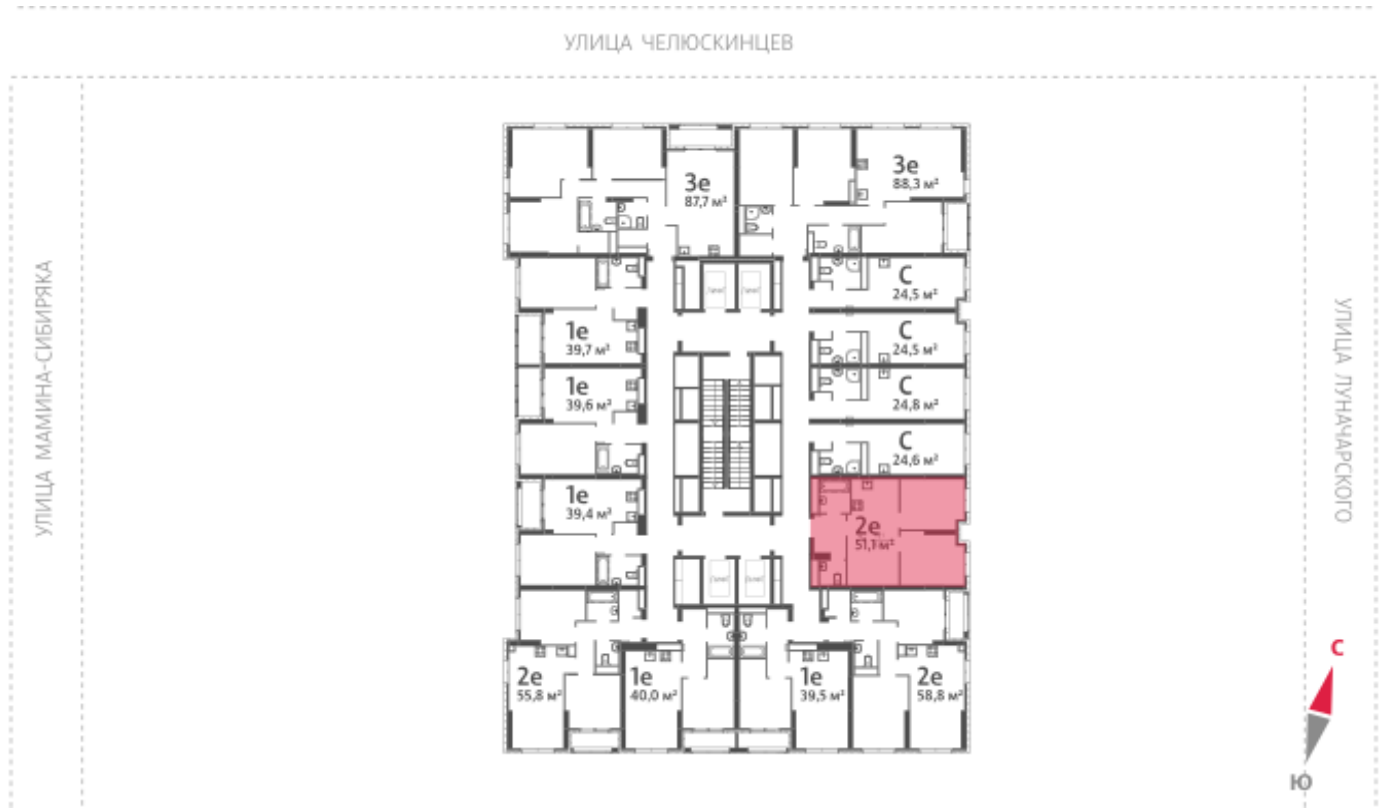 УЛИЦА ЧЕЛЮСКИНЦЕВ
УЛИЦА МАМИНА-СИБИРЯКА
УЛИЦА ЛУНАЧАРСКОГО
3е
87,7 м²
3е
88,3 м²
С
24,5 м²
1е
39,7 м²
С
24,5 м²
1е
39,6 м²
С
24,8 м²
С
24,6 м²
1е
39,4 м²
2е
51,1 м²
2е
55,8 м²
1е
40,0 м²
1е
39,5 м²
2е
58,8 м²
С
Ю